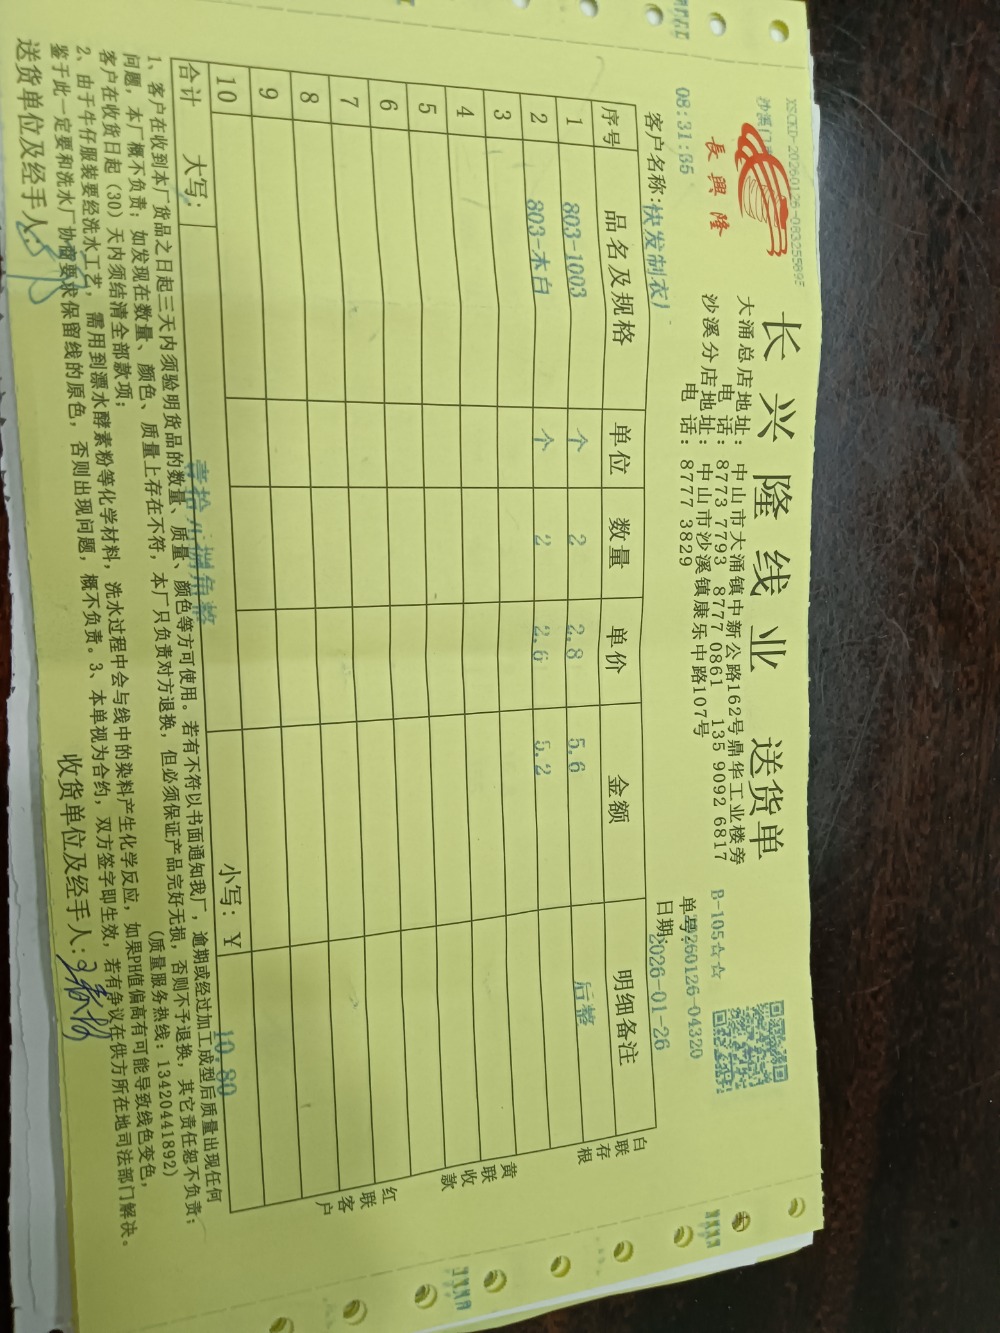 XSCKD-20260126-083255895
沙溪门
08:31:35
長興隆
长兴隆线业 送货单
大涌总店地址: 中山市大涌镇中新公路162号鼎华工业楼旁
电 话: 8773 7793 8777 0861 135 9092 6817
沙溪分店地址: 中山市沙溪镇康乐中路107号
电 话: 8777 3829
B-105☆☆
单号: 260126-04320
客户名称: 快发制衣厂
日期: 2026-01-26
序号 品名及规格 单位 数量 单价 金额 明细备注
1 803-1003 个 2 2.8 5.6 后整
2 803-本白 个 2 2.6 5.2
3
4
5
6
7
8
9
10
合计 大写: 壹拾元捌角整 小写: ¥ 10.80
白联存根
黄联收款
红联客户
1、客户在收到本厂货品之日起三天内须验明货品的数量、质量、颜色等方可使用。若有不符以书面通知我厂,逾期或经过加工成型后质量出现任何
问题,本厂概不负责;如发现在数量、颜色、质量上存在不符,本厂只负责对方退换,但必须保证产品完好无损,否则不予退换,其它责任恕不负责;
客户在收货日起(30)天内须结清全部款项; (质量服务热线: 13420441892)
2、由于牛仔服装要经洗水工艺,需用到漂水酵素粉等化学材料,洗水过程中会与线中的染料产生化学反应,如果PH值偏高有可能导致线色变色,
鉴于此一定要和洗水厂协商要求保留线的原色,否则出现问题,概不负责。3、本单视为合约,双方签字即生效,若有争议在供方所在地司法部门解决。
送货单位及经手人: 收货单位及经手人: